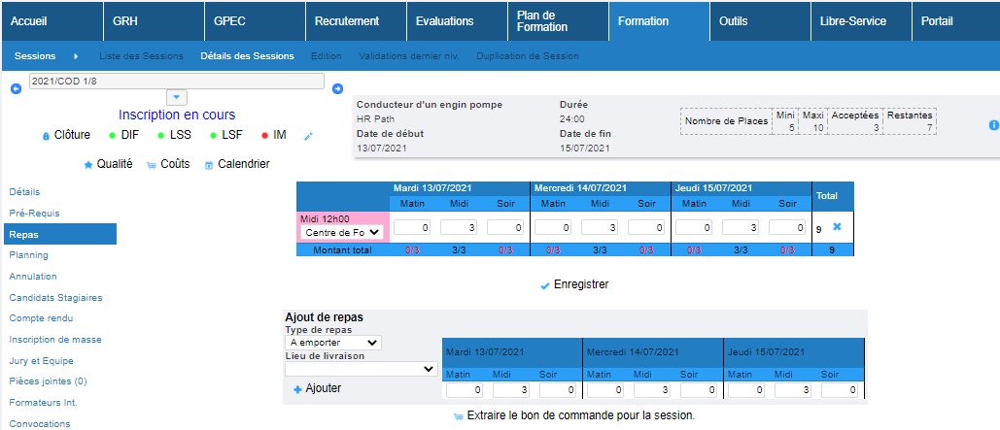 Accueil GRH GPEC Recrutement Evaluations Plan de Formation Formation Outils Libre-Service Portail
Sessions Liste des Sessions Détails des Sessions Edition Validations dernier niv. Duplication de Session
2021/COD 1/8
Inscription en cours
Clôture DIF LSS LSF IM
Qualité Coûts Calendrier
Conducteur d'un engin pompe Durée
HR Path 24:00
Date de début Date de fin
13/07/2021 15/07/2021
Nombre de Places Mini Maxi Acceptées Restantes
5 10 3 7
Détails
Pré-Requis
Repas
Planning
Annulation
Candidats Stagiaires
Compte rendu
Inscription de masse
Jury et Equipe
Pièces jointes (0)
Formateurs Int.
Convocations
Mardi 13/07/2021 Mercredi 14/07/2021 Jeudi 15/07/2021 Total
Matin Midi Soir Matin Midi Soir Matin Midi Soir
Midi 12h00
Centre de Fo 0 3 0 0 3 0 0 3 0 9
Montant total 0/3 3/3 0/3 0/3 3/3 0/3 0/3 3/3 0/3 9
Enregistrer
Ajout de repas
Type de repas
A emporter
Lieu de livraison
Ajouter
Mardi 13/07/2021 Mercredi 14/07/2021 Jeudi 15/07/2021
Matin Midi Soir Matin Midi Soir Matin Midi Soir
0 3 0 0 3 0 0 3 0
Extraire le bon de commande pour la session.